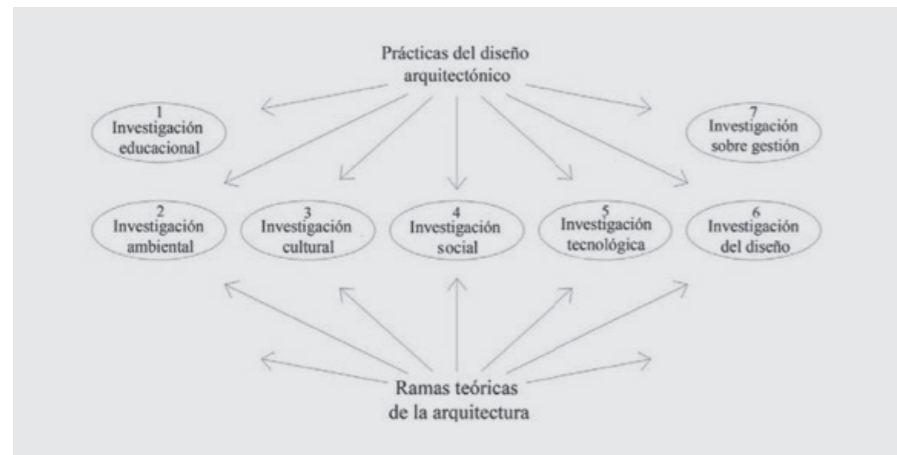 Prácticas del diseño
arquitectónico
1
Investigación
educacional
7
Investigación
sobre gestión
2
Investigación
ambiental
3
Investigación
cultural
4
Investigación
social
5
Investigación
tecnológica
6
Investigación
del diseño
Ramas teóricas
de la arquitectura